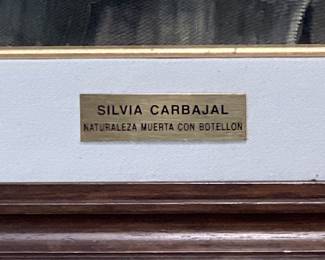 SILVIA CARBAJAL
NATURALEZA MUERTA CON BOTELLON